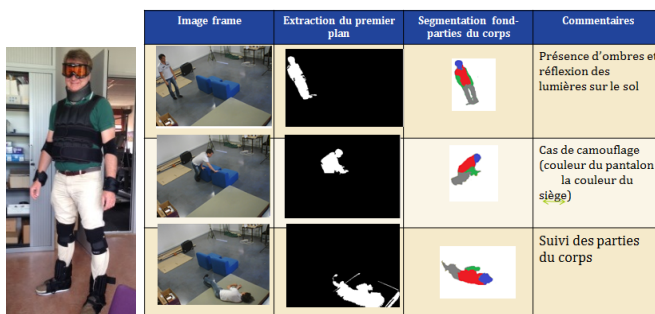 Image frame
Extraction du premier
plan
Segmentation fond-
parties du corps
Commentaires
Présence d'ombres et
réflexion des
lumières sur le sol
Cas de camouflage
(couleur du pantalon
la couleur du
siège)
Suivi des parties
du corps